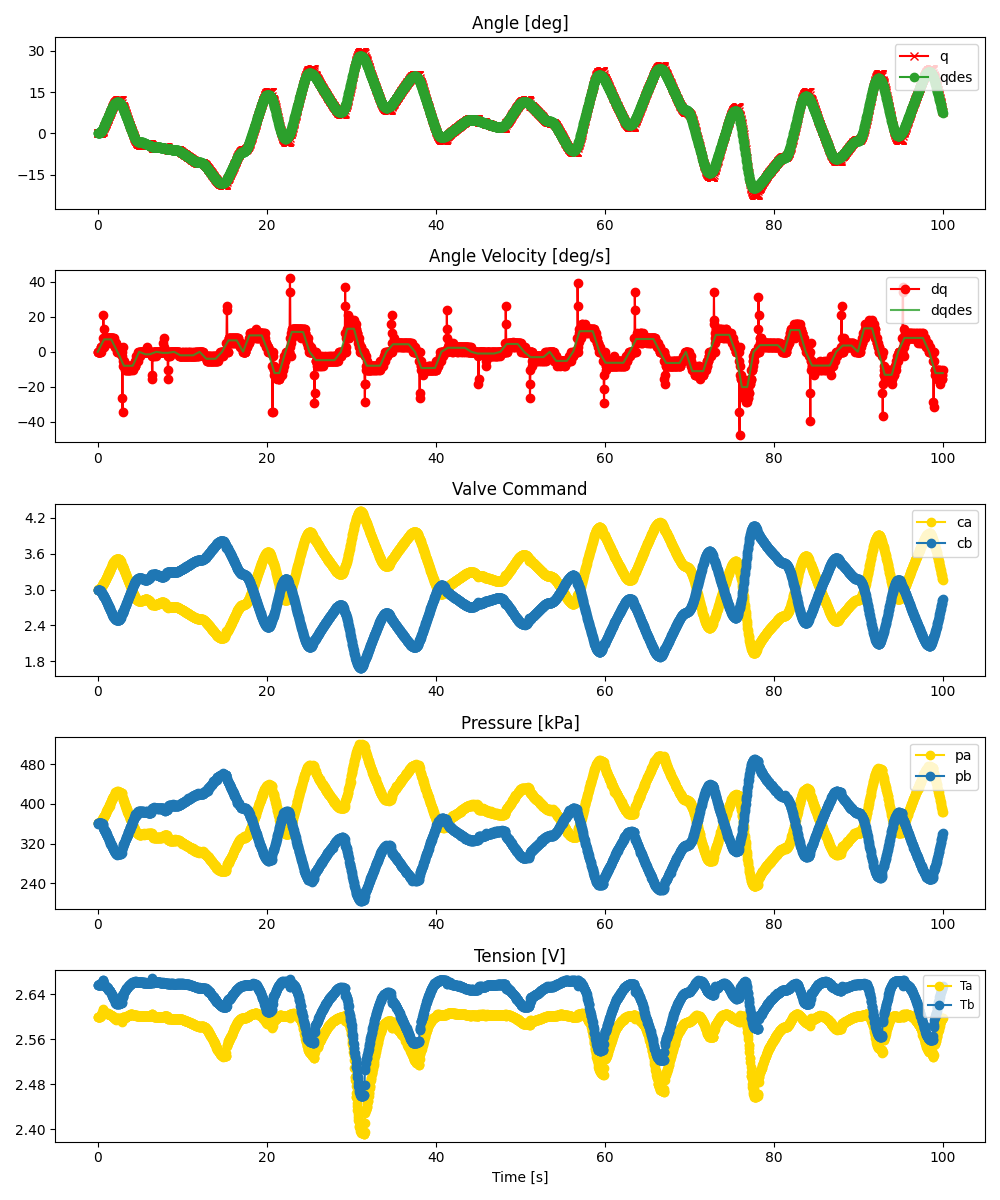 Angle [deg]
30
15
0
−15
q
qdes
0 20 40 60 80 100
Angle Velocity [deg/s]
40
20
0
−20
−40
dq
dqdes
0 20 40 60 80 100
Valve Command
4.2
3.6
3.0
2.4
1.8
ca
cb
0 20 40 60 80 100
Pressure [kPa]
480
400
320
240
pa
pb
0 20 40 60 80 100
Tension [V]
2.64
2.56
2.48
2.40
Ta
Tb
0 20 40 60 80 100
Time [s]